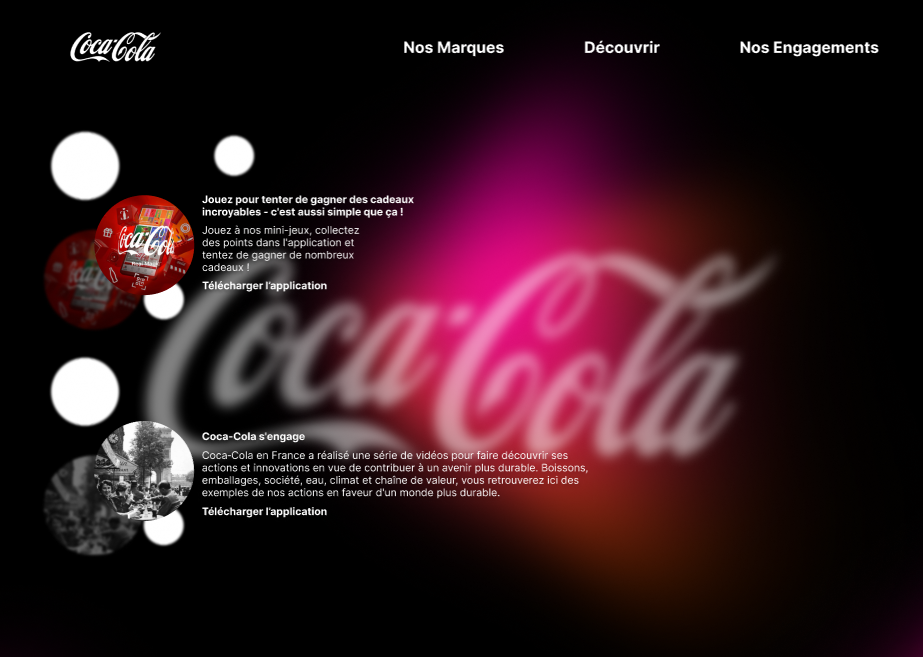 Coca-Cola
Nos Marques
Découvrir
Nos Engagements
Jouez pour tenter de gagner des cadeaux
incroyables - c'est aussi simple que ça !
Jouez à nos mini-jeux, collectez
des points dans l'application et
tentez de gagner de nombreux
cadeaux !
Télécharger l'application
Coca-Cola
Coca-Cola
Coca-Cola s'engage
Coca-Cola en France a réalisé une série de vidéos pour faire découvrir ses
actions et innovations en vue de contribuer à un avenir plus durable. Boissons,
emballages, société, eau, climat et chaîne de valeur, vous retrouverez ici des
exemples de nos actions en faveur d'un monde plus durable.
Télécharger l'application